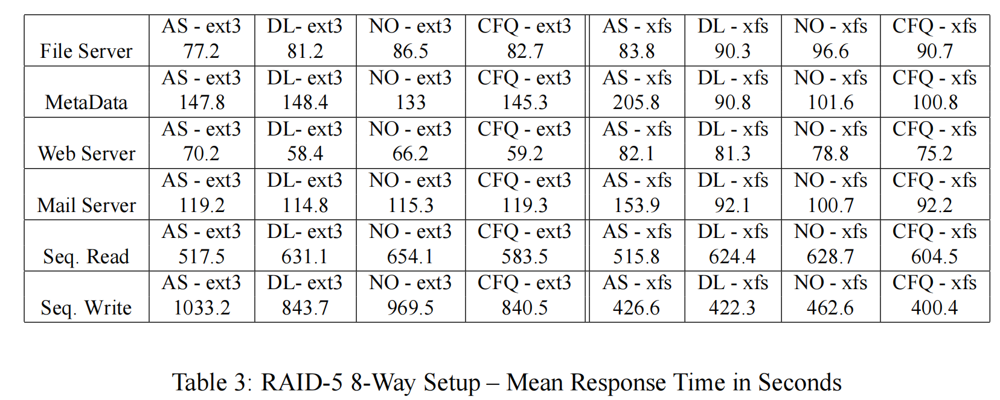 AS - ext3 DL- ext3 NO - ext3 CFQ - ext3 AS - xfs DL - xfs NO - xfs CFQ - xfs
File Server 77.2 81.2 86.5 82.7 83.8 90.3 96.6 90.7
AS - ext3 DL- ext3 NO - ext3 CFQ - ext3 AS - xfs DL - xfs NO - xfs CFQ - xfs
MetaData 147.8 148.4 133 145.3 205.8 90.8 101.6 100.8
AS - ext3 DL- ext3 NO - ext3 CFQ - ext3 AS - xfs DL - xfs NO - xfs CFQ - xfs
Web Server 70.2 58.4 66.2 59.2 82.1 81.3 78.8 75.2
AS - ext3 DL- ext3 NO - ext3 CFQ - ext3 AS - xfs DL - xfs NO - xfs CFQ - xfs
Mail Server 119.2 114.8 115.3 119.3 153.9 92.1 100.7 92.2
AS - ext3 DL- ext3 NO - ext3 CFQ - ext3 AS - xfs DL - xfs NO - xfs CFQ - xfs
Seq. Read 517.5 631.1 654.1 583.5 515.8 624.4 628.7 604.5
AS - ext3 DL- ext3 NO - ext3 CFQ - ext3 AS - xfs DL - xfs NO - xfs CFQ - xfs
Seq. Write 1033.2 843.7 969.5 840.5 426.6 422.3 462.6 400.4
Table 3: RAID-5 8-Way Setup – Mean Response Time in Seconds